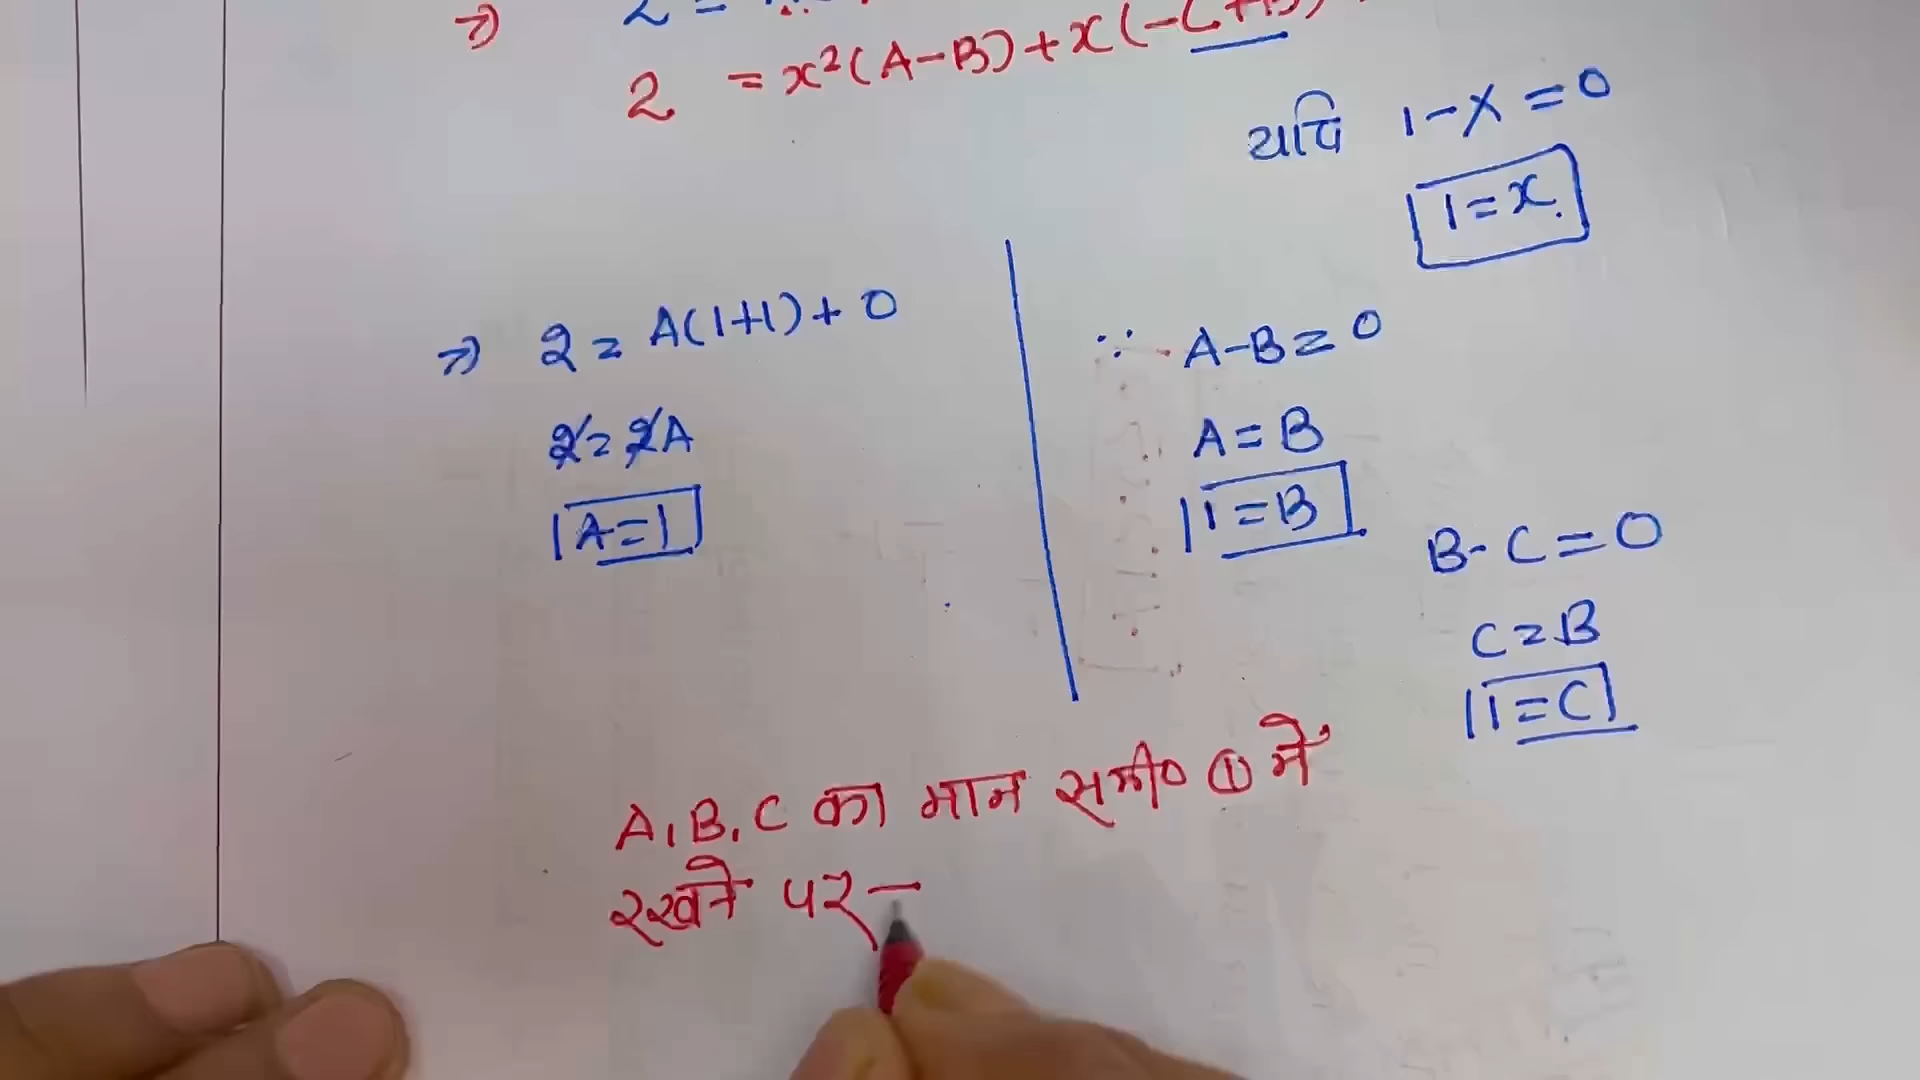 ⇒ 2 =
2 = x²(A-B)+x(-C+B)
यदि 1-x=0
1=x
⇒ 2 = A(1+1)+0
2=2A
A=1
∵ A-B=0
A=B
1=B
B-C=0
C=B
1=C
A,B,C का मान समी० ① में
रखने पर-